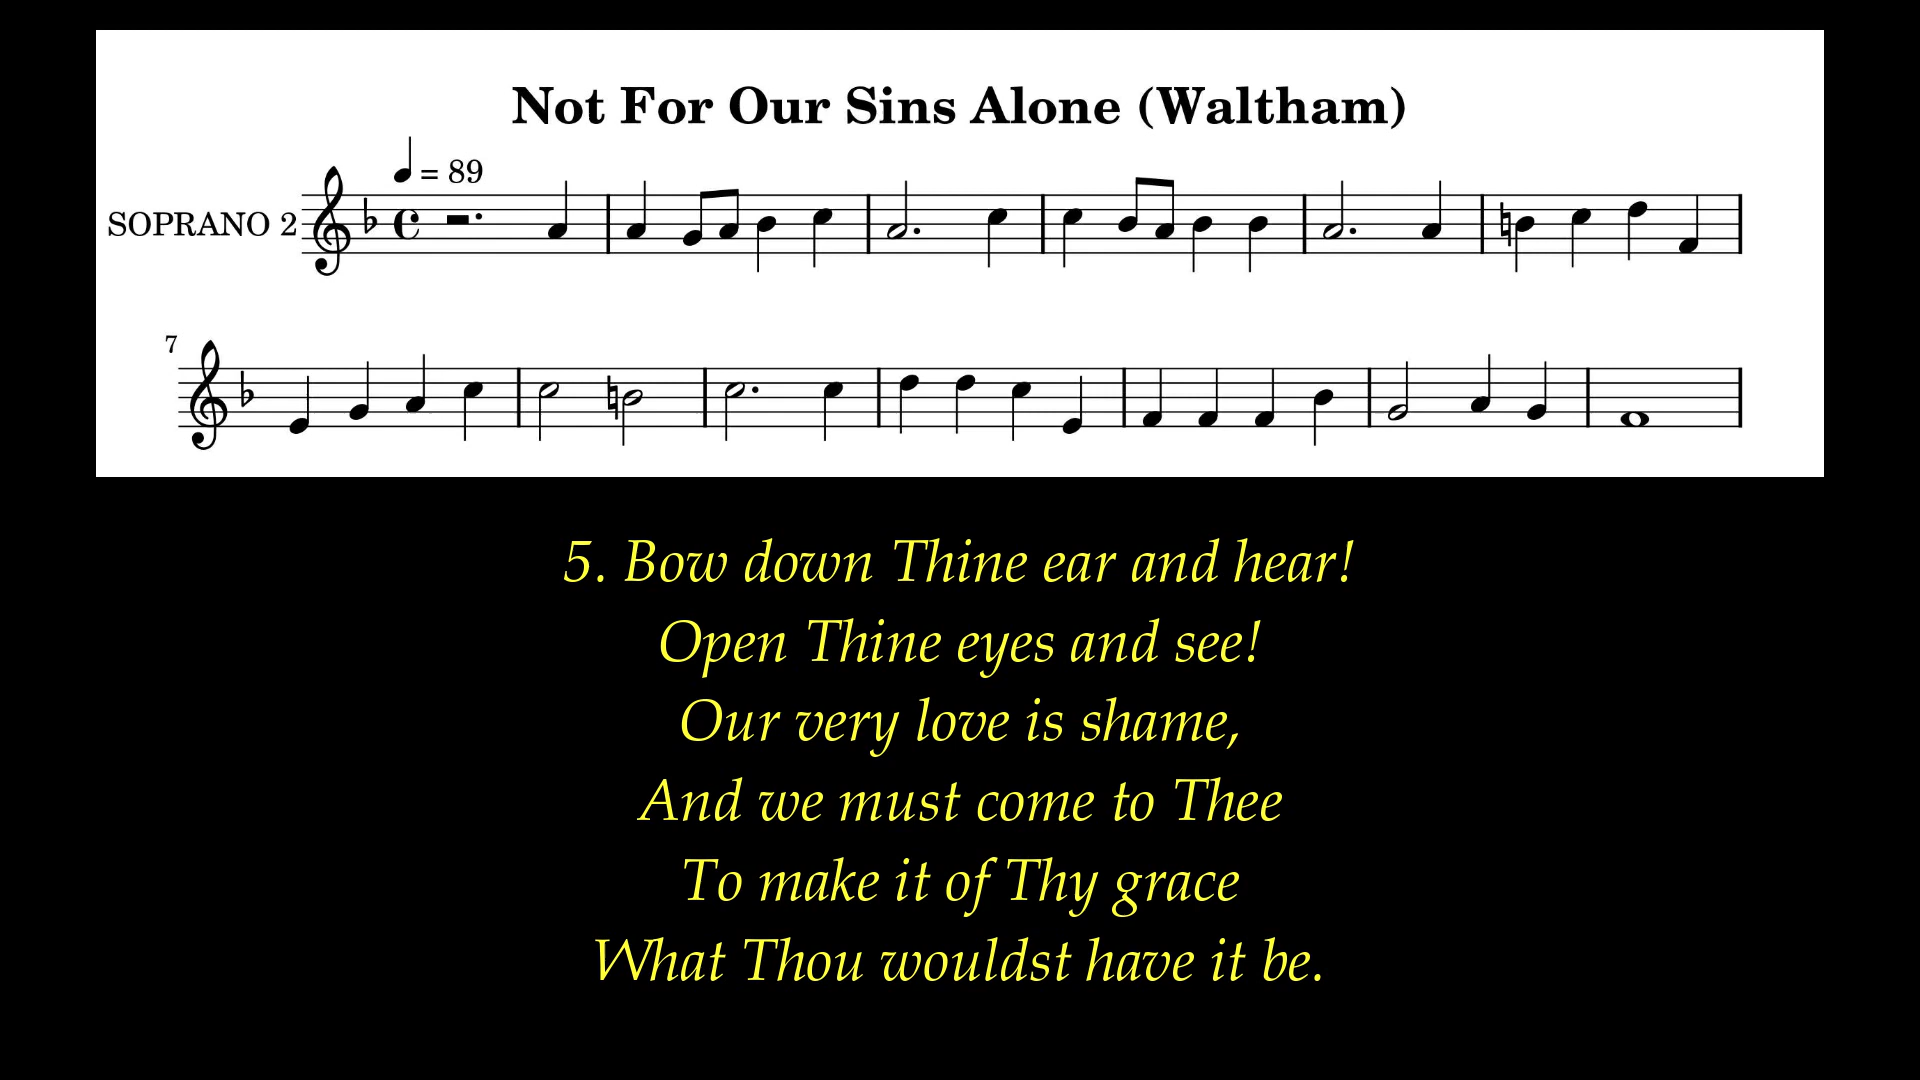 Not For Our Sins Alone (Waltham)
= 89
SOPRANO 2
7
5. Bow down Thine ear and hear!
Open Thine eyes and see!
Our very love is shame,
And we must come to Thee
To make it of Thy grace
What Thou wouldst have it be.